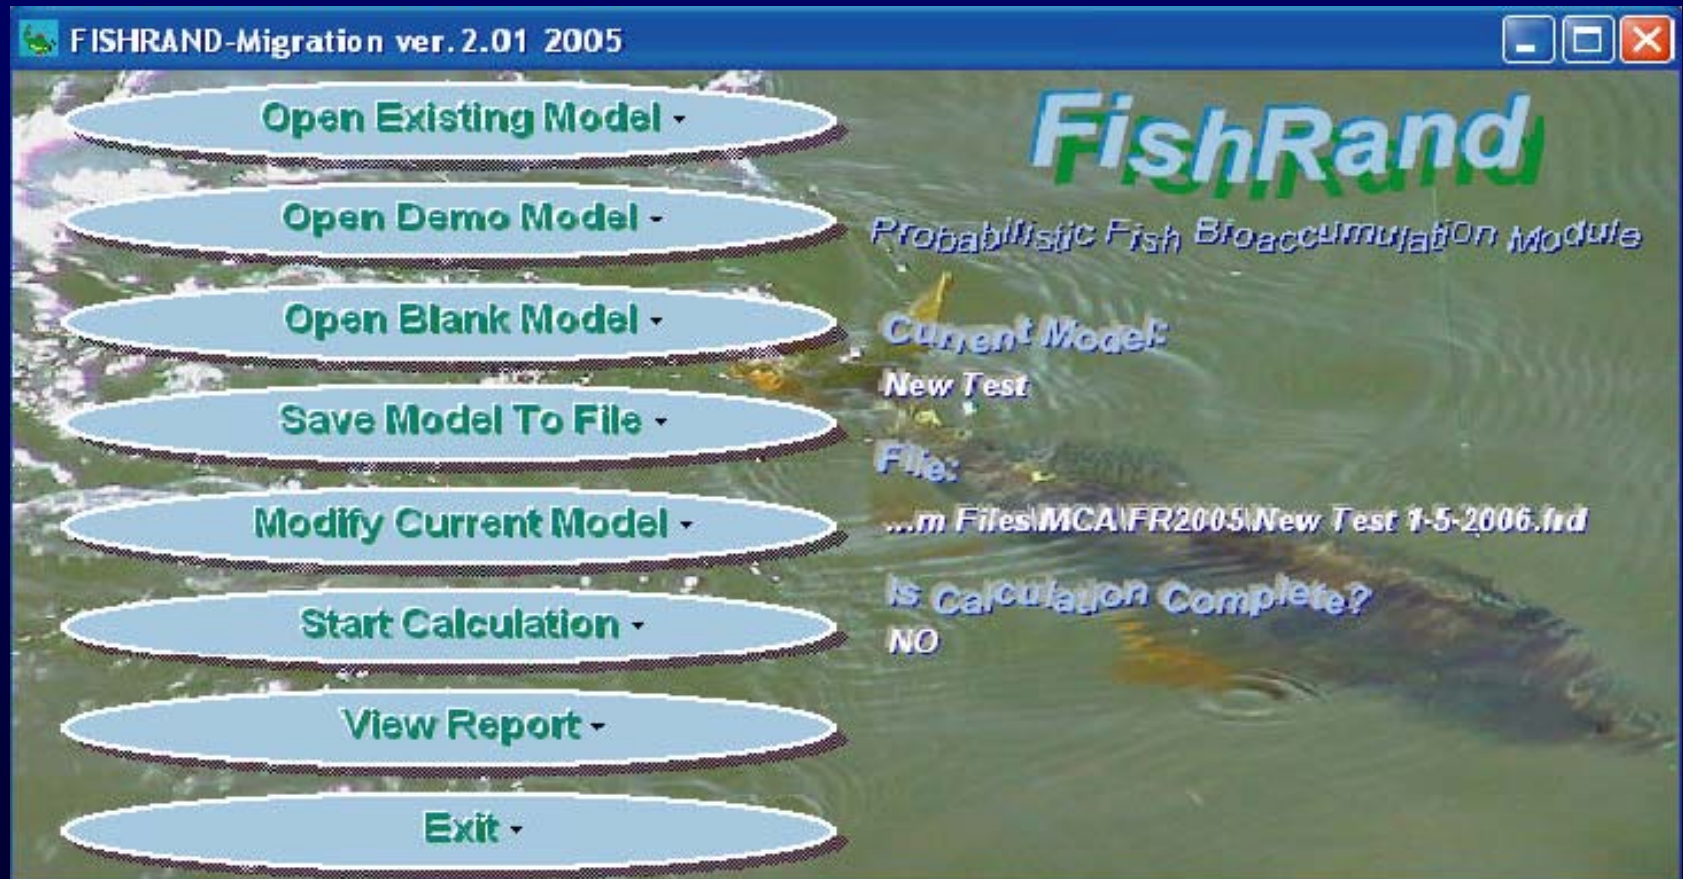 FISHRAND-Migration ver. 2.01 2005
Open Existing Model
Open Demo Model
Open Blank Model
Save Model To File
Modify Current Model
Start Calculation
View Report
Exit
FishRand
Probabilistic Fish Bioaccumulation Module
Current Model:
New Test
File:
...m Files\MCA\FR2005\New Test 1-5-2006.frd
Is Calculation Complete?
NO